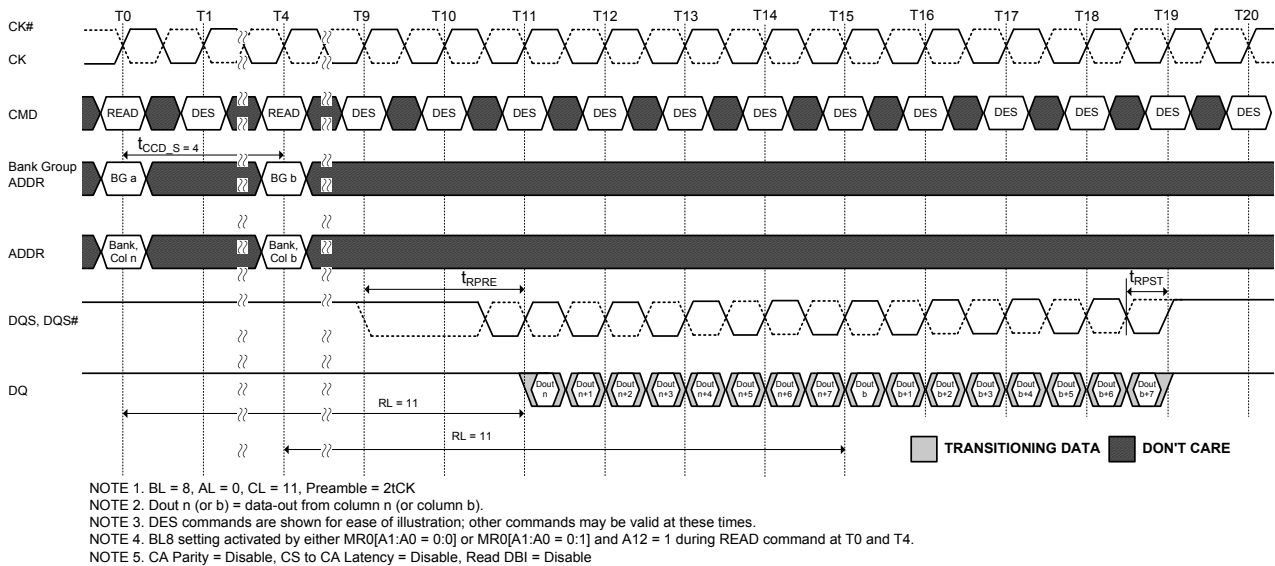 T0 T1 T4 T9 T10 T11 T12 T13 T14 T15 T16 T17 T18 T19 T20
CK#
CK
CMD READ DES READ DES DES DES DES DES DES DES DES DES DES DES DES
tCCD_S = 4
Bank Group
ADDR
BG a BG b
ADDR
Bank,
Col n
Bank,
Col b
tRPRE tRPST
DQS, DQS#
DQ
Dout
n
Dout
n+1
Dout
n+2
Dout
n+3
Dout
n+4
Dout
n+5
Dout
n+6
Dout
n+7
Dout
b
Dout
b+1
Dout
b+2
Dout
b+3
Dout
b+4
Dout
b+5
Dout
b+6
Dout
b+7
RL = 11
RL = 11
TRANSITIONING DATA DON'T CARE
NOTE 1. BL = 8, AL = 0, CL = 11, Preamble = 2tCK
NOTE 2. Dout n (or b) = data-out from column n (or column b).
NOTE 3. DES commands are shown for ease of illustration; other commands may be valid at these times.
NOTE 4. BL8 setting activated by either MR0[A1:A0 = 0:0] or MR0[A1:A0 = 0:1] and A12 = 1 during READ command at T0 and T4.
NOTE 5. CA Parity = Disable, CS to CA Latency = Disable, Read DBI = Disable